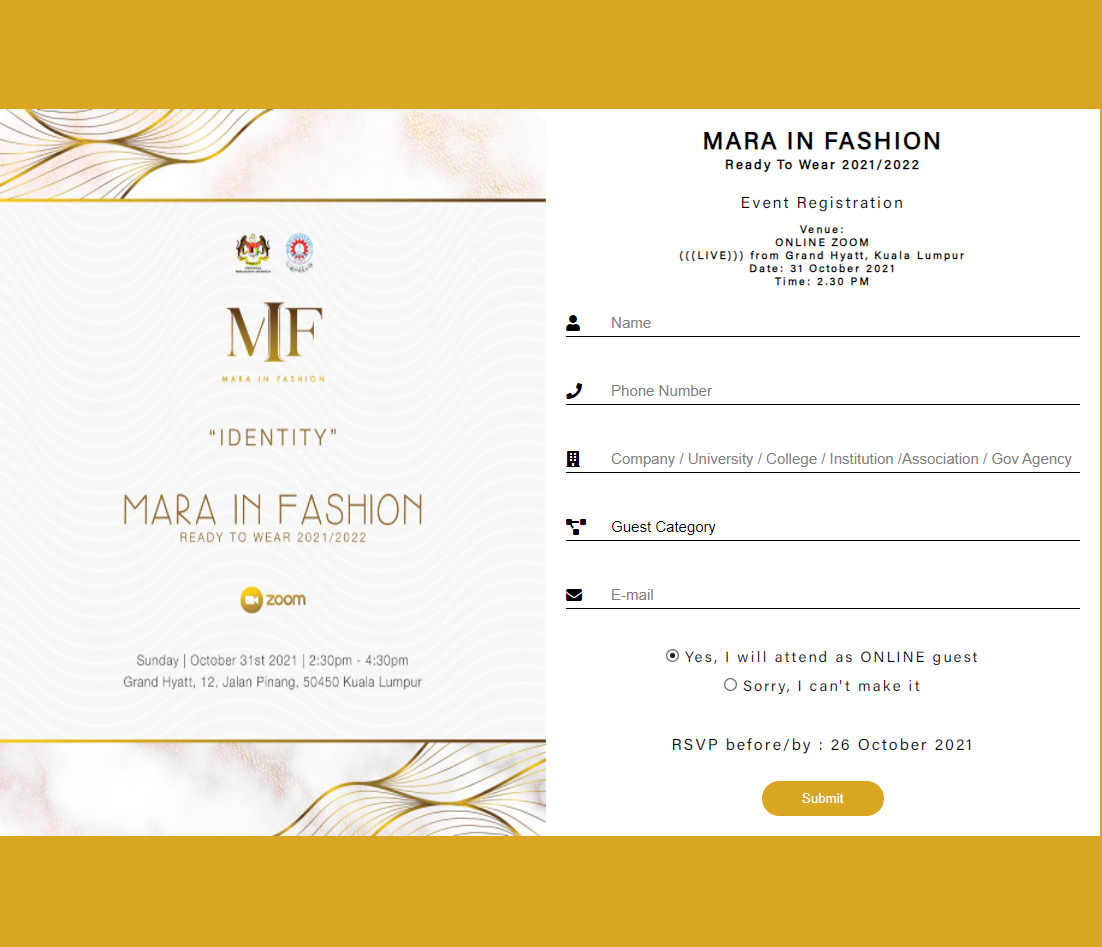 MIF
MARA IN FASHION
“IDENTITY”
MARA IN FASHION
READY TO WEAR 2021/2022
zoom
Sunday | October 31st 2021 | 2:30pm - 4:30pm
Grand Hyatt, 12, Jalan Pinang, 50450 Kuala Lumpur
MARA IN FASHION
Ready To Wear 2021/2022
Event Registration
Venue:
ONLINE ZOOM
(((LIVE))) from Grand Hyatt, Kuala Lumpur
Date: 31 October 2021
Time: 2.30 PM
Name
Phone Number
Company / University / College / Institution /Association / Gov Agency
Guest Category
E-mail
Yes, I will attend as ONLINE guest
Sorry, I can't make it
RSVP before/by : 26 October 2021
Submit